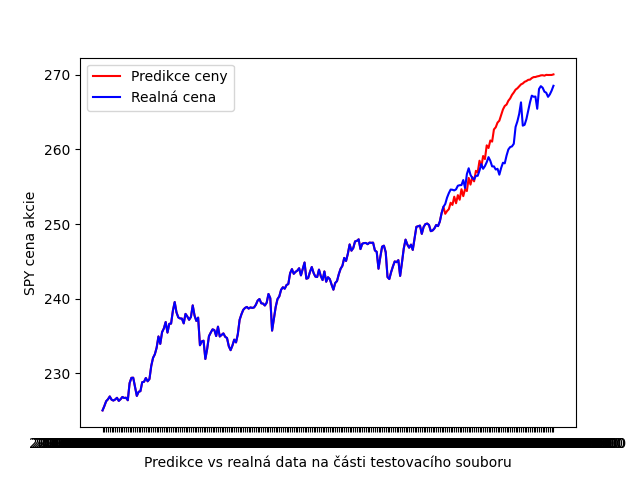 Predikce ceny
Realná cena
SPY cena akcie
270
260
250
240
230
Predikce vs realná data na části testovacího souboru